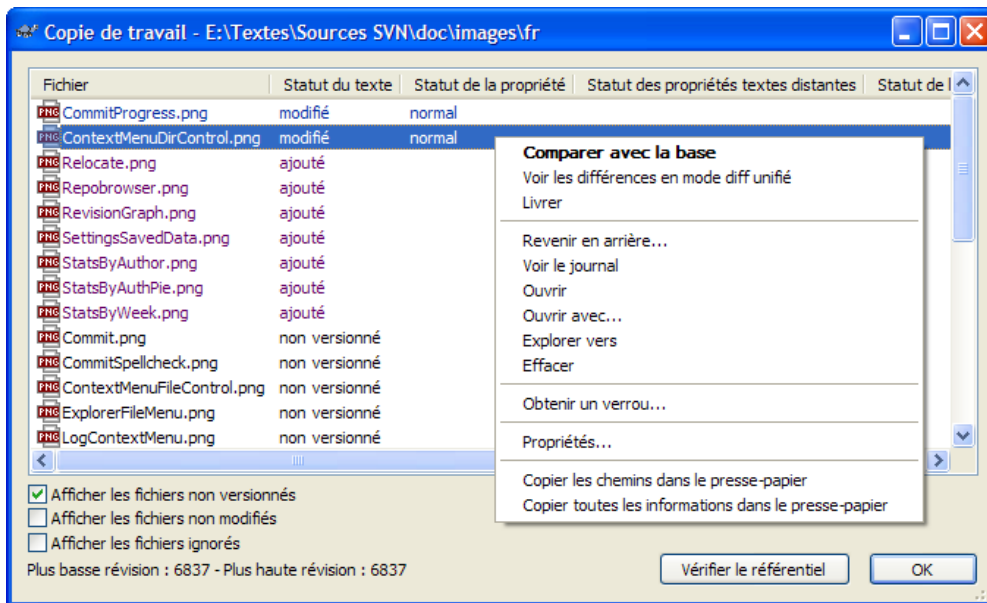 Copie de travail - E:\Textes\Sources SVN\doc\images\fr
Fichier Statut du texte Statut de la propriété Statut des propriétés textes distantes Statut de l
CommitProgress.png modifié normal
ContextMenuDirControl.png modifié normal
Relocate.png ajouté
Repobrowser.png ajouté
RevisionGraph.png ajouté
SettingsSavedData.png ajouté
StatsByAuthor.png ajouté
StatsByAuthPie.png ajouté
StatsByWeek.png ajouté
Commit.png non versionné
CommitSpellcheck.png non versionné
ContextMenuFileControl.png non versionné
ExplorerFileMenu.png non versionné
LogContextMenu.png non versionné
Comparer avec la base
Voir les différences en mode diff unifié
Livrer
Revenir en arrière...
Voir le journal
Ouvrir
Ouvrir avec...
Explorer vers
Effacer
Obtenir un verrou...
Propriétés...
Copier les chemins dans le presse-papier
Copier toutes les informations dans le presse-papier
Afficher les fichiers non versionnés
Afficher les fichiers non modifiés
Afficher les fichiers ignorés
Plus basse révision : 6837 - Plus haute révision : 6837
Vérifier le référentiel
OK